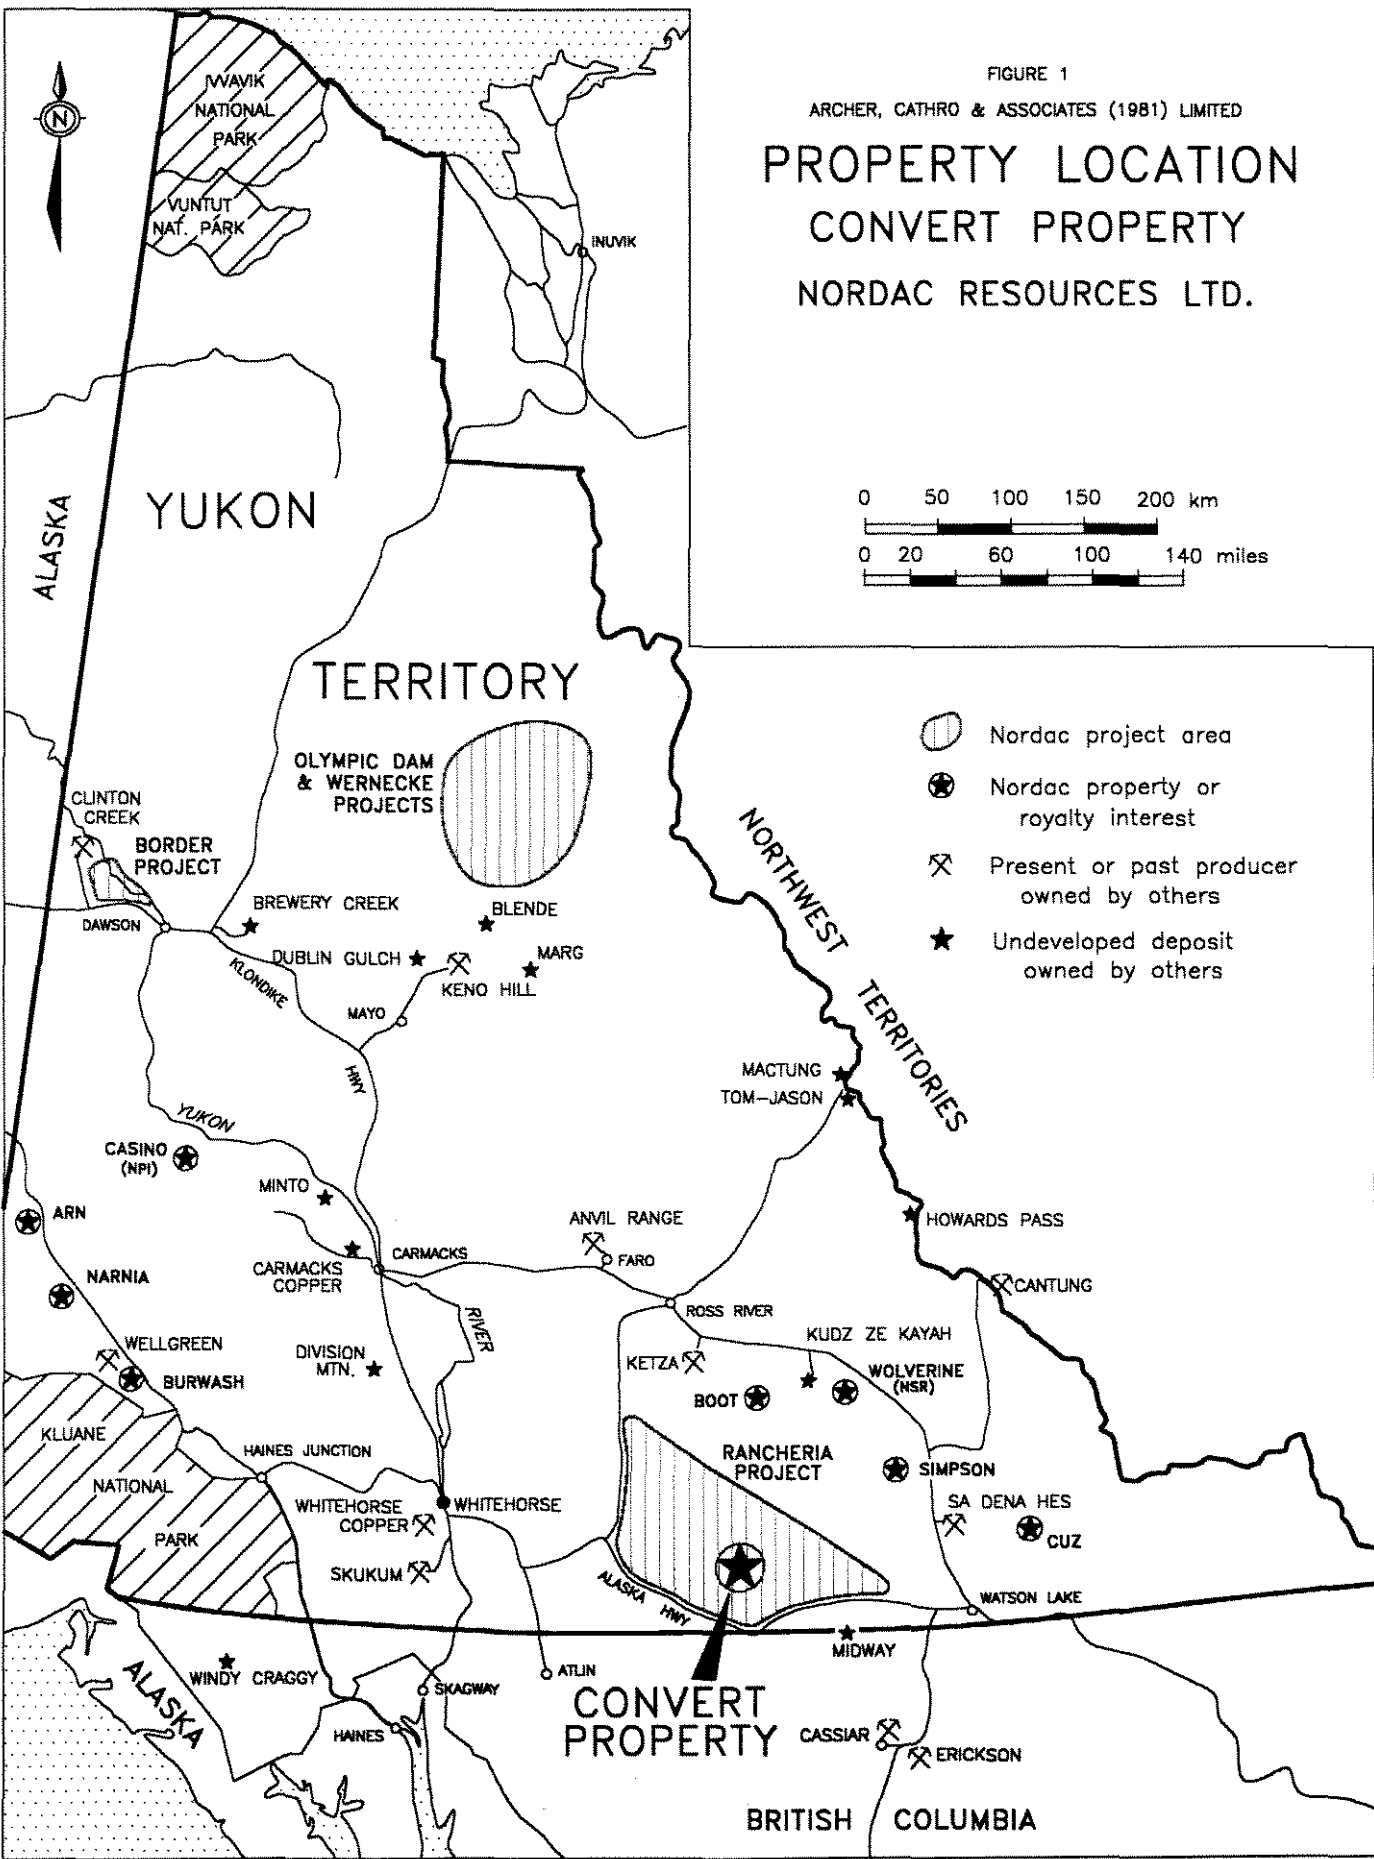 FIGURE 1
ARCHER, CATHRO & ASSOCIATES (1981) LIMITED
PROPERTY LOCATION
CONVERT PROPERTY
NORDAC RESOURCES LTD.
0 50 100 150 200 km
0 20 60 100 140 miles
Nordac project area
Nordac property or
royalty interest
Present or past producer
owned by others
Undeveloped deposit
owned by others
N
IVVAVIK
NATIONAL
PARK
VUNTUT
NAT. PARK
INUVIK
ALASKA
YUKON
TERRITORY
OLYMPIC DAM
& WERNECKE
PROJECTS
CLINTON
CREEK
BORDER
PROJECT
DAWSON
BREWERY CREEK
BLENDE
DUBLIN GULCH
MARG
KENO HILL
KLONDIKE
HWY
MAYO
NORTHWEST TERRITORIES
MACTUNG
TOM-JASON
YUKON
RIVER
CASINO
(NPI)
MINTO
ARN
ANVIL RANGE
HOWARDS PASS
CARMACKS
FARO
CARMACKS
COPPER
NARNIA
CANTUNG
ROSS RIVER
KUDZ ZE KAYAH
WELLGREEN
DIVISION
MTN.
KETZA
WOLVERINE
(NSR)
BURWASH
BOOT
KLUANE
NATIONAL
PARK
HAINES JUNCTION
RANCHERIA
PROJECT
SIMPSON
WHITEHORSE
WHITEHORSE
COPPER
SA DENA HES
CUZ
SKUKUM
ALASKA
HWY
WATSON LAKE
MIDWAY
ALASKA
WINDY CRAGGY
ATLIN
SKAGWAY
HAINES
CONVERT
PROPERTY
CASSIAR
ERICKSON
BRITISH COLUMBIA